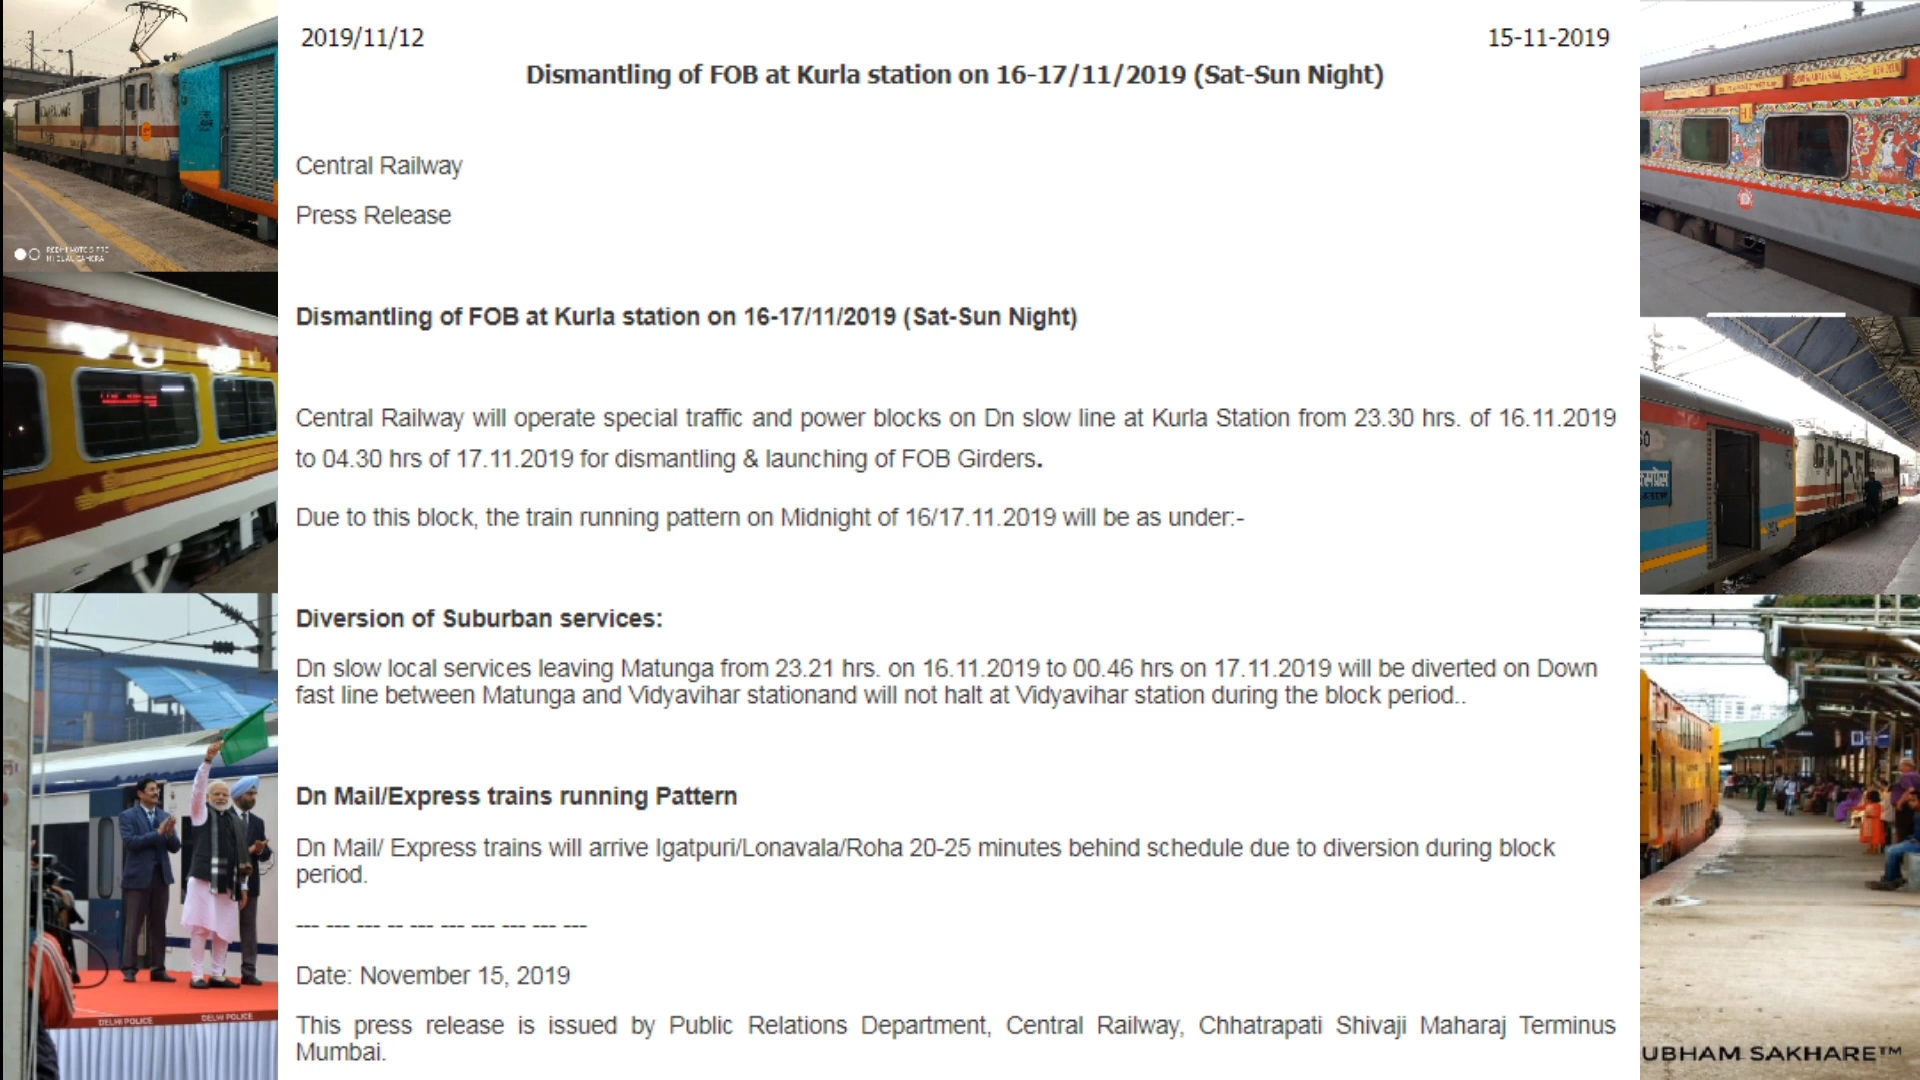 2019/11/12
15-11-2019
Dismantling of FOB at Kurla station on 16-17/11/2019 (Sat-Sun Night)
Central Railway
Press Release
Dismantling of FOB at Kurla station on 16-17/11/2019 (Sat-Sun Night)
Central Railway will operate special traffic and power blocks on Dn slow line at Kurla Station from 23.30 hrs. of 16.11.2019
to 04.30 hrs of 17.11.2019 for dismantling & launching of FOB Girders.
Due to this block, the train running pattern on Midnight of 16/17.11.2019 will be as under:-
Diversion of Suburban services:
Dn slow local services leaving Matunga from 23.21 hrs. on 16.11.2019 to 00.46 hrs on 17.11.2019 will be diverted on Down
fast line between Matunga and Vidyavihar stationand will not halt at Vidyavihar station during the block period..
Dn Mail/Express trains running Pattern
Dn Mail/ Express trains will arrive Igatpuri/Lonavala/Roha 20-25 minutes behind schedule due to diversion during block
period.
--- --- --- -- --- --- --- --- --- ---
Date: November 15, 2019
This press release is issued by Public Relations Department, Central Railway, Chhatrapati Shivaji Maharaj Terminus
Mumbai.
DELHI POLICE
DELHI POLICE
UBHAM SAKHARE™